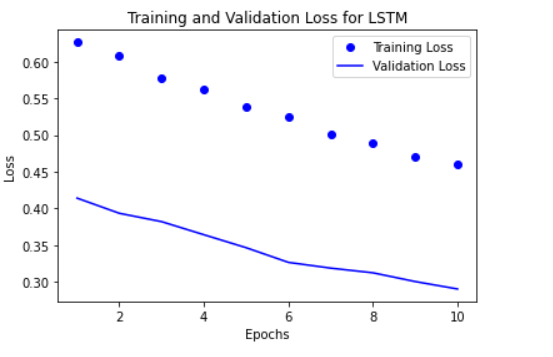 Training and Validation Loss for LSTM
Training Loss
Validation Loss
0.60
0.55
0.50
0.45
0.40
0.35
0.30
Loss
2 4 6 8 10
Epochs